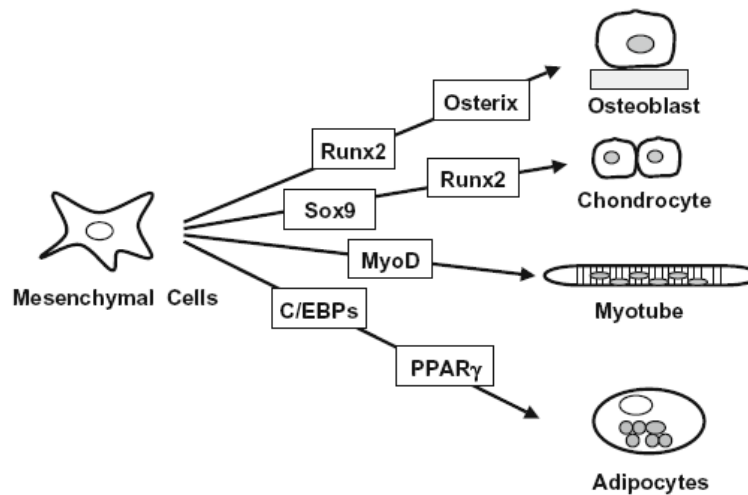 Osterix
Osteoblast
Runx2
Runx2
Sox9
Chondrocyte
MyoD
Mesenchymal Cells
C/EBPs
Myotube
PPARγ
Adipocytes